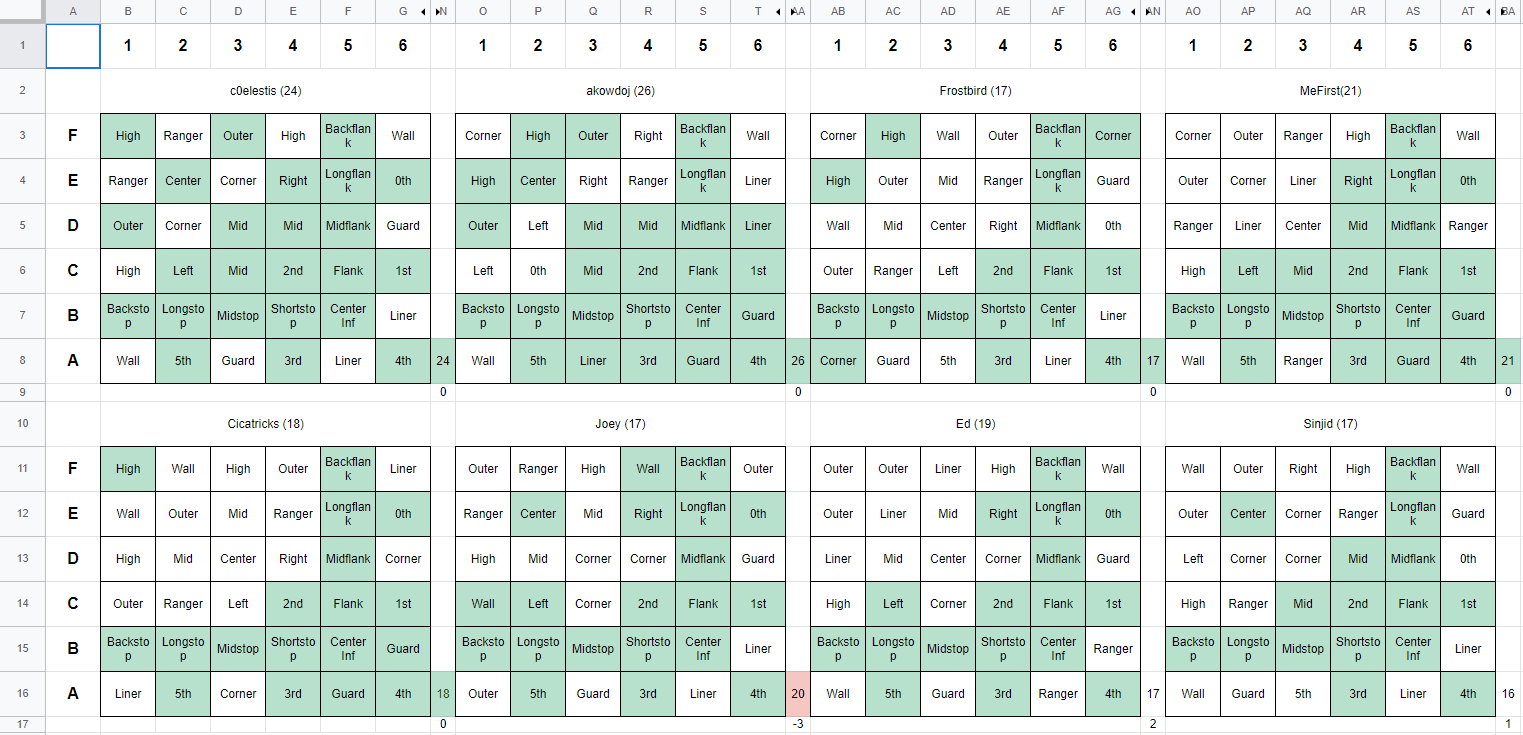 A B C D E F G N O P Q R S T AA AB AC AD AE AF AG AN AO AP AQ AR AS AT BA
1 1 2 3 4 5 6 1 2 3 4 5 6 1 2 3 4 5 6 1 2 3 4 5 6
2 c0elestis (24) akowdoj (26) Frostbird (17) MeFirst(21)
3 F High Ranger Outer High Backflank Wall Corner High Outer Right Backflank Wall Corner High Wall Outer Backflank Corner Corner Outer Ranger High Backflank Wall
4 E Ranger Center Corner Right Longflank 0th High Center Right Ranger Longflank Liner High Outer Mid Ranger Longflank Guard Outer Corner Liner Right Longflank 0th
5 D Outer Corner Mid Mid Midflank Guard Outer Left Mid Mid Midflank Liner Wall Mid Center Right Midflank 0th Ranger Liner Center Mid Midflank Ranger
6 C High Left Mid 2nd Flank 1st Left 0th Mid 2nd Flank 1st Outer Ranger Left 2nd Flank 1st High Left Mid 2nd Flank 1st
7 B Backstop Longstop Midstop Shortstop Center Inf Liner Backstop Longstop Midstop Shortstop Center Inf Guard Backstop Longstop Midstop Shortstop Center Inf Liner Backstop Longstop Midstop Shortstop Center Inf Guard
8 A Wall 5th Guard 3rd Liner 4th 24 Wall 5th Liner 3rd Guard 4th 26 Corner Guard 5th 3rd Liner 4th 17 Wall 5th Ranger 3rd Guard 4th 21
9 0 0 0 0
10 Cicatricks (18) Joey (17) Ed (19) Sinjid (17)
11 F High Wall High Outer Backflank Liner Outer Ranger High Wall Backflank Outer Outer Outer Liner High Backflank Wall Wall Outer Right High Backflank Wall
12 E Wall Outer Mid Ranger Longflank 0th Ranger Center Mid Right Longflank 0th Outer Liner Mid Right Longflank 0th Outer Center Corner Ranger Longflank Guard
13 D High Mid Center Right Midflank Corner High Mid Corner Corner Midflank Guard Liner Mid Center Corner Midflank Guard Left Corner Corner Mid Midflank 0th
14 C Outer Ranger Left 2nd Flank 1st Wall Left Corner 2nd Flank 1st High Left Corner 2nd Flank 1st High Ranger Mid 2nd Flank 1st
15 B Backstop Longstop Midstop Shortstop Center Inf Guard Backstop Longstop Midstop Shortstop Center Inf Liner Backstop Longstop Midstop Shortstop Center Inf Ranger Backstop Longstop Midstop Shortstop Center Inf Liner
16 A Liner 5th Corner 3rd Guard 4th 18 Outer 5th Guard 3rd Liner 4th 20 Wall 5th Guard 3rd Ranger 4th 17 Wall Guard 5th 3rd Liner 4th 16
17 0 -3 2 1